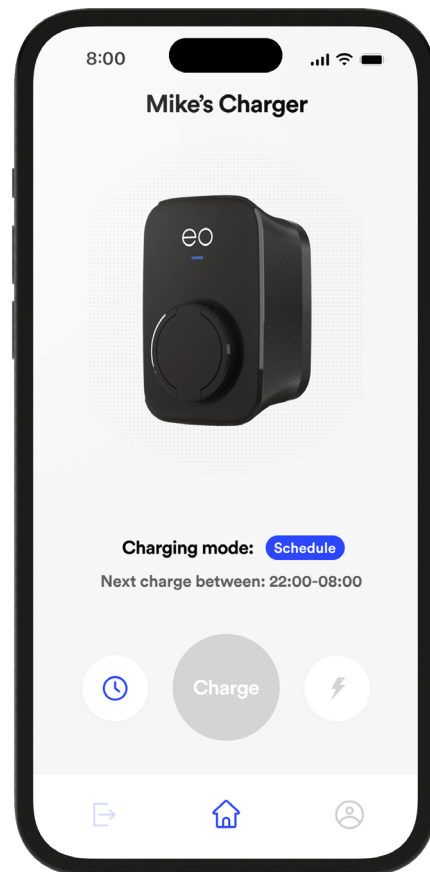 8:00
Mike’s Charger
eo
Charging mode: Schedule
Next charge between: 22:00-08:00
Charge